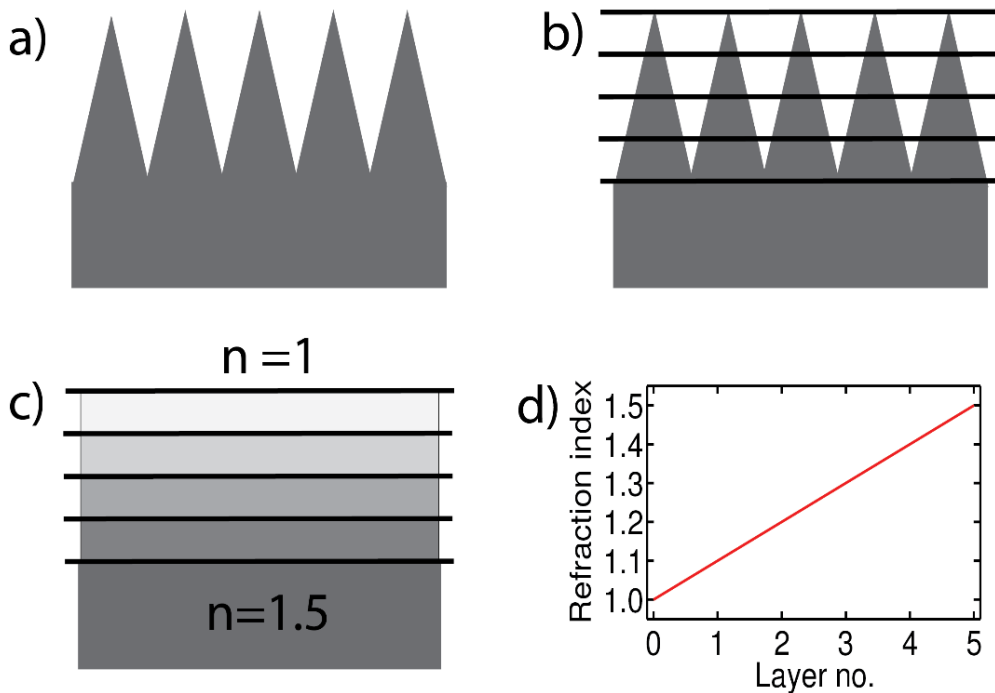 a)
b)
c)
n =1
n=1.5
d)
Refraction index
1.5
1.4
1.3
1.2
1.1
1.0
0 1 2 3 4 5
Layer no.